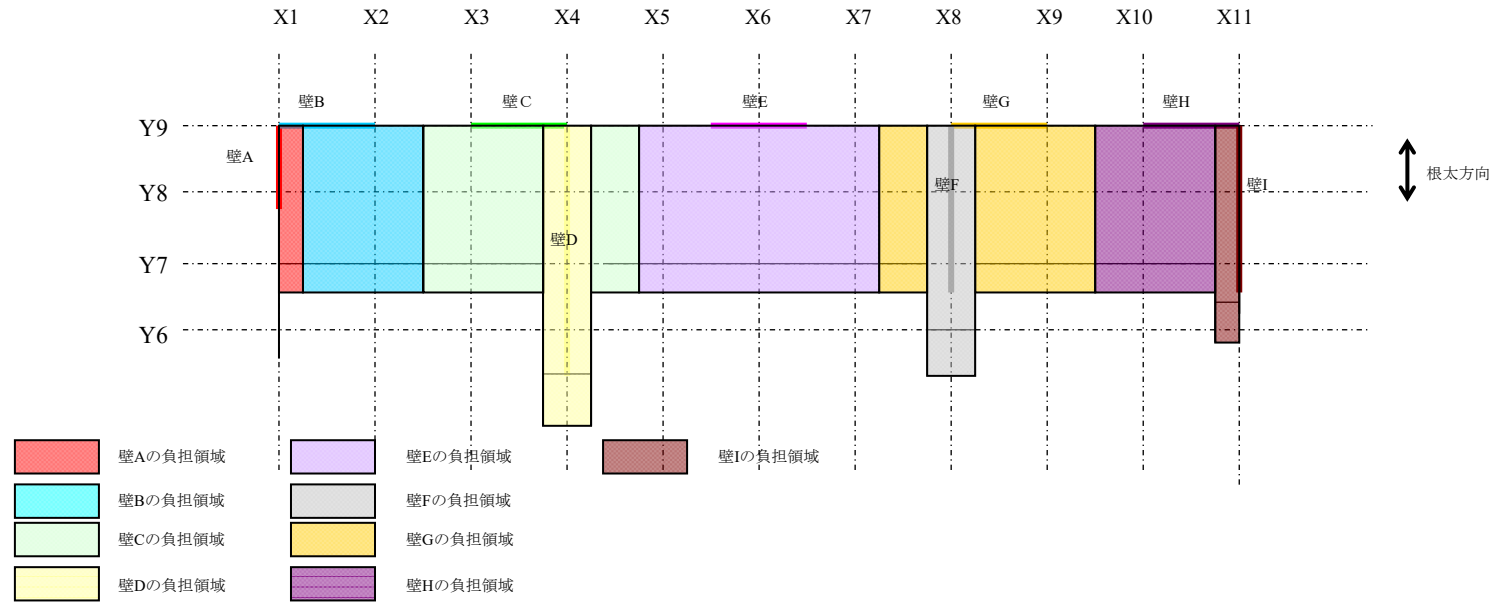 X1 X2 X3 X4 X5 X6 X7 X8 X9 X10 X11
壁B 壁C 壁E 壁G 壁H
Y9
壁A
根太方向
Y8 壁F 壁I
壁D
Y7
Y6
壁Aの負担領域 壁Eの負担領域 壁Iの負担領域
壁Bの負担領域 壁Fの負担領域
壁Cの負担領域 壁Gの負担領域
壁Dの負担領域 壁Hの負担領域